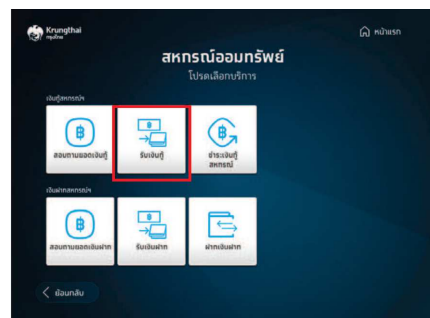 Krungthai
กรุงไทย
หน้าแรก
สหกรณ์ออมทรัพย์
โปรดเลือกบริการ
เงินกู้สหกรณ์ฯ
สอบถามยอดเงินกู้
รับเงินกู้
ชำระเงินกู้
สหกรณ์
เงินฝากสหกรณ์ฯ
สอบถามยอดเงินฝาก
รับเงินฝาก
ฝากเงินฝาก
ย้อนกลับ